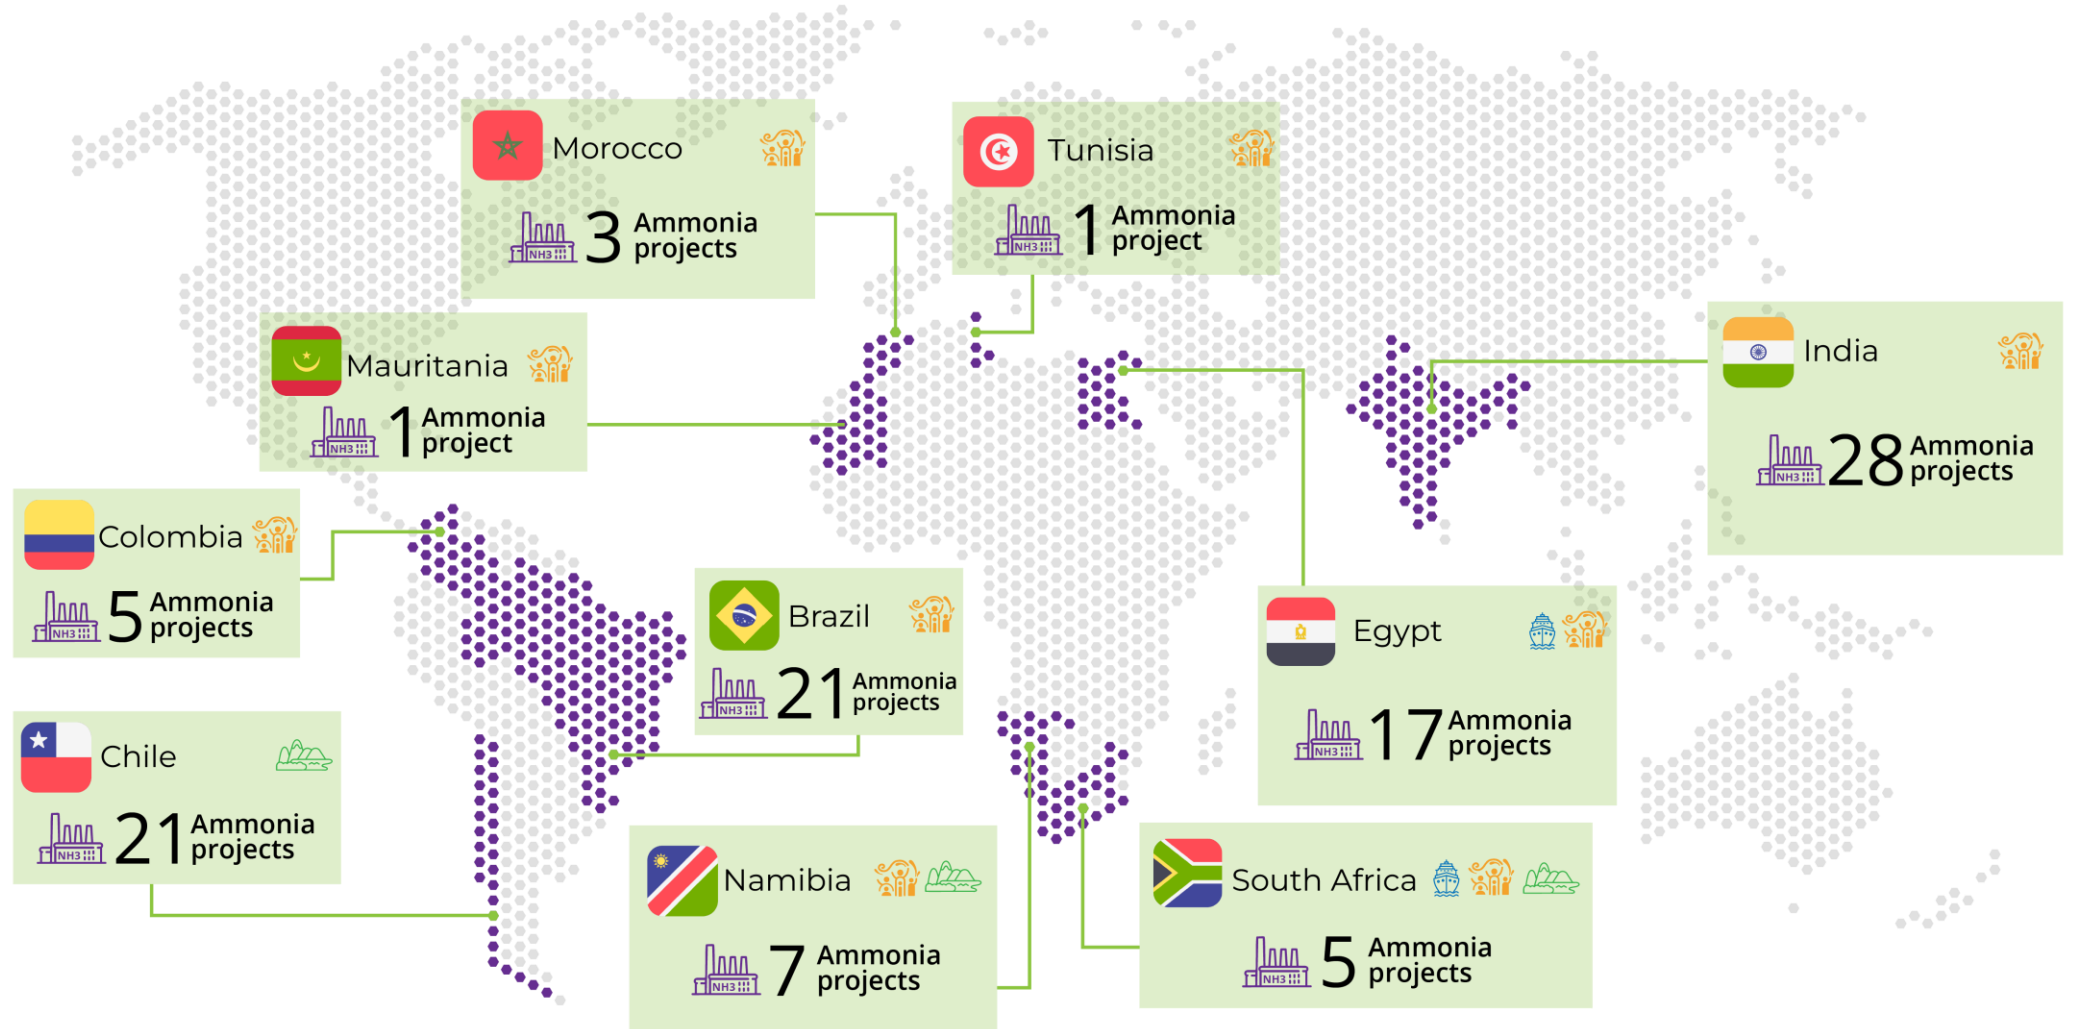 Morocco
NH3
3
Ammonia
projects
Tunisia
NH3
1
Ammonia
project
Mauritania
NH3
1
Ammonia
project
India
NH3
28
Ammonia
projects
Colombia
NH3
5
Ammonia
projects
Brazil
NH3
21
Ammonia
projects
Egypt
NH3
17
Ammonia
projects
Chile
NH3
21
Ammonia
projects
Namibia
NH3
7
Ammonia
projects
South Africa
NH3
5
Ammonia
projects